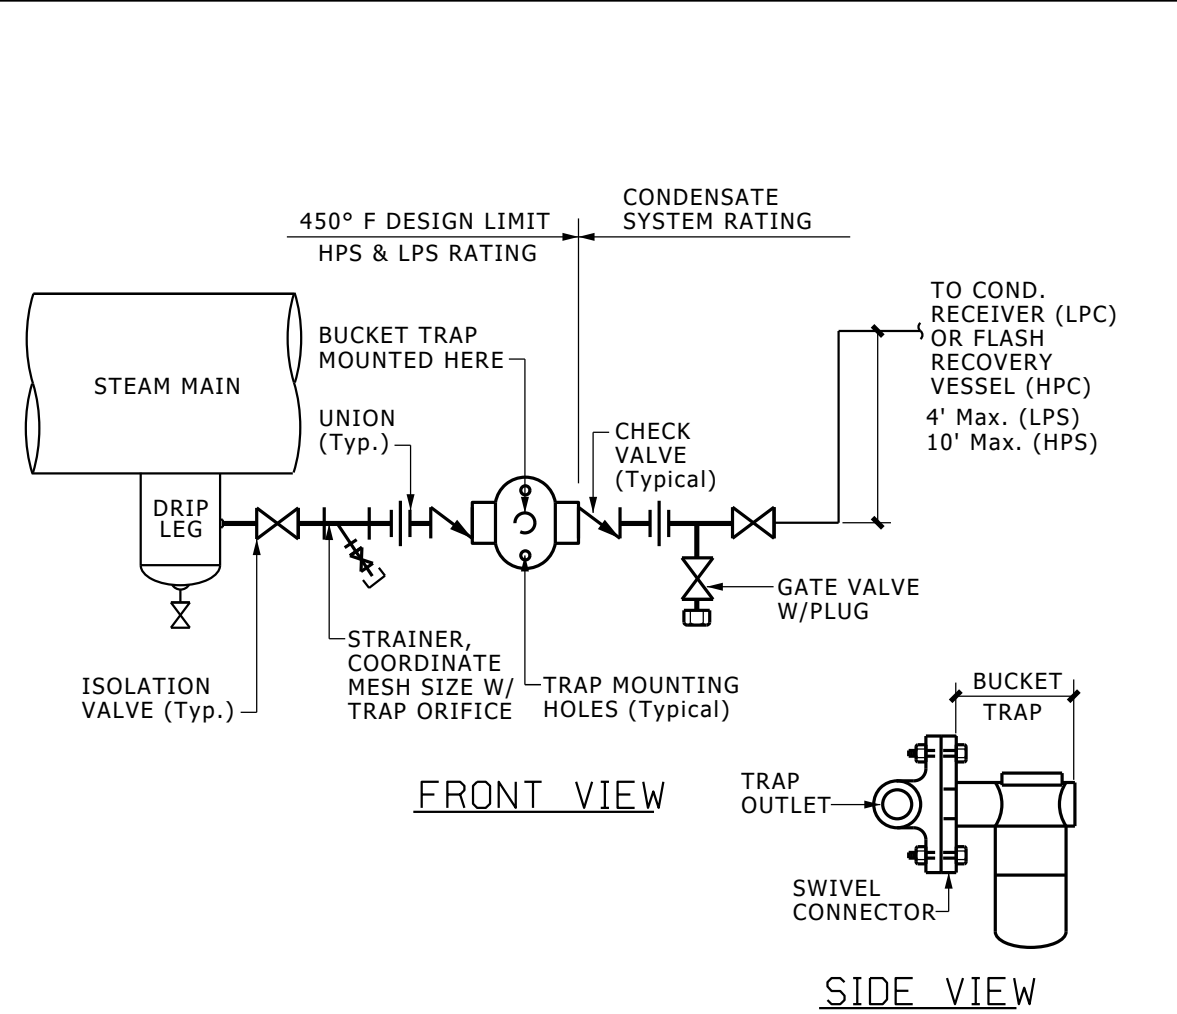 CONDENSATE
SYSTEM RATING
450° F DESIGN LIMIT
HPS & LPS RATING
TO COND.
RECEIVER (LPC)
OR FLASH
RECOVERY
VESSEL (HPC)
4' Max. (LPS)
10' Max. (HPS)
BUCKET TRAP
MOUNTED HERE
STEAM MAIN
UNION
(Typ.)
CHECK
VALVE
(Typical)
DRIP
LEG
GATE VALVE
W/PLUG
STRAINER,
COORDINATE
MESH SIZE W/
TRAP ORIFICE
ISOLATION
VALVE (Typ.)
TRAP MOUNTING
HOLES (Typical)
FRONT VIEW
BUCKET
TRAP
TRAP
OUTLET
SWIVEL
CONNECTOR
SIDE VIEW